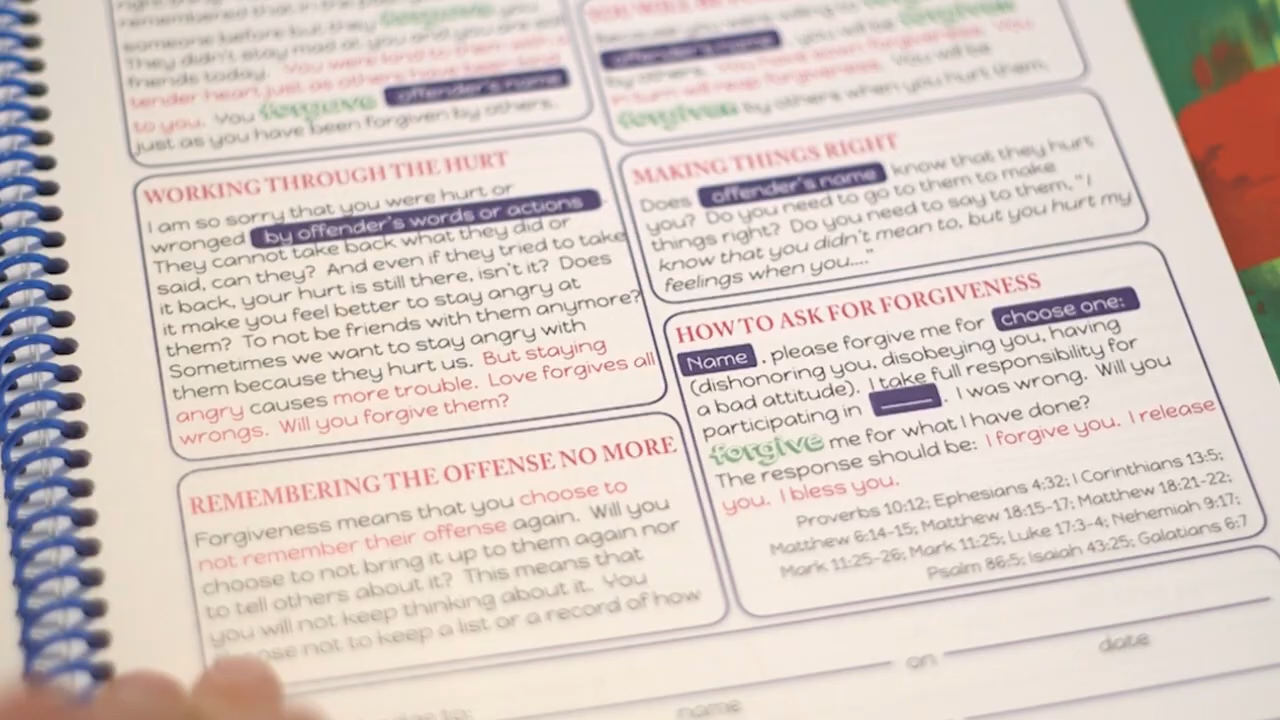 remembered that in the past
someone before but they forgive you
They didn't stay mad at you and you are still
friends today. You were kind to them with a
tender heart just as others have been kind
to you. You forgive offender's name
just as you have been forgiven by others.
WORKING THROUGH THE HURT
I am so sorry that you were hurt or
wronged by offender's words or actions .
They cannot take back what they did or
said, can they? And even if they tried to take
it back, your hurt is still there, isn't it? Does
it make you feel better to stay angry at
them? To not be friends with them anymore?
Sometimes we want to stay angry with
them because they hurt us. But staying
angry causes more trouble. Love forgives all
wrongs. Will you forgive them?
REMEMBERING THE OFFENSE NO MORE
Forgiveness means that you choose to
not remember their offense again. Will you
choose to not bring it up to them again nor
to tell others about it? This means that
you will not keep thinking about it. You
not to keep a list or a record of how
offender's name , you will be forgiven
by others. You have sown forgiveness. You
in turn will reap forgiveness. You will be
forgiven by others when you hurt them.
MAKING THINGS RIGHT
Does offender's name know that they hurt
you? Do you need to go to them to make
things right? Do you need to say to them, "I
know that you didn't mean to, but you hurt my
feelings when you...."
HOW TO ASK FOR FORGIVENESS
Name , please forgive me for choose one:
(dishonoring you, disobeying you, having
a bad attitude). I take full responsibility for
participating in ____ . I was wrong. Will you
forgive me for what I have done?
The response should be: I forgive you. I release
you. I bless you.
Proverbs 10:12; Ephesians 4:32; I Corinthians 13:5;
Matthew 6:14-15; Matthew 18:15-17; Matthew 18:21-22;
Mark 11:25-26; Mark 11:25; Luke 17:3-4; Nehemiah 9:17;
Psalm 86:5; Isaiah 43:25; Galatians 6:7
on
date
name